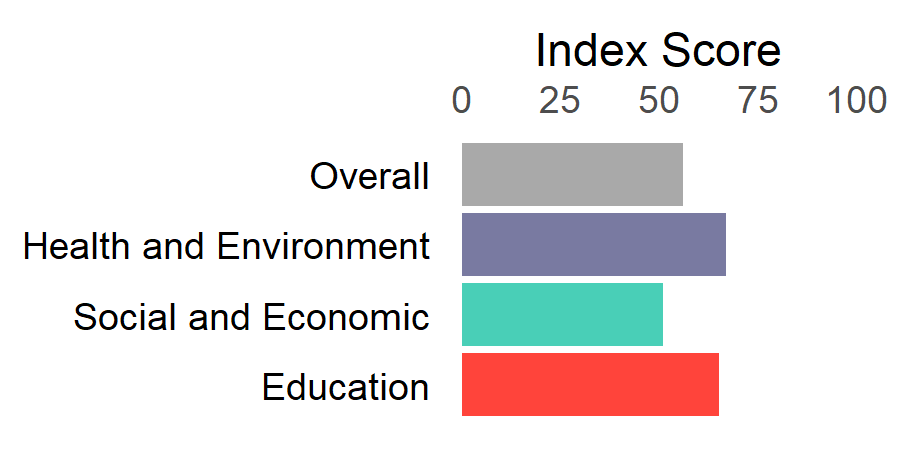 Index Score
0 25 50 75 100
Overall
Health and Environment
Social and Economic
Education